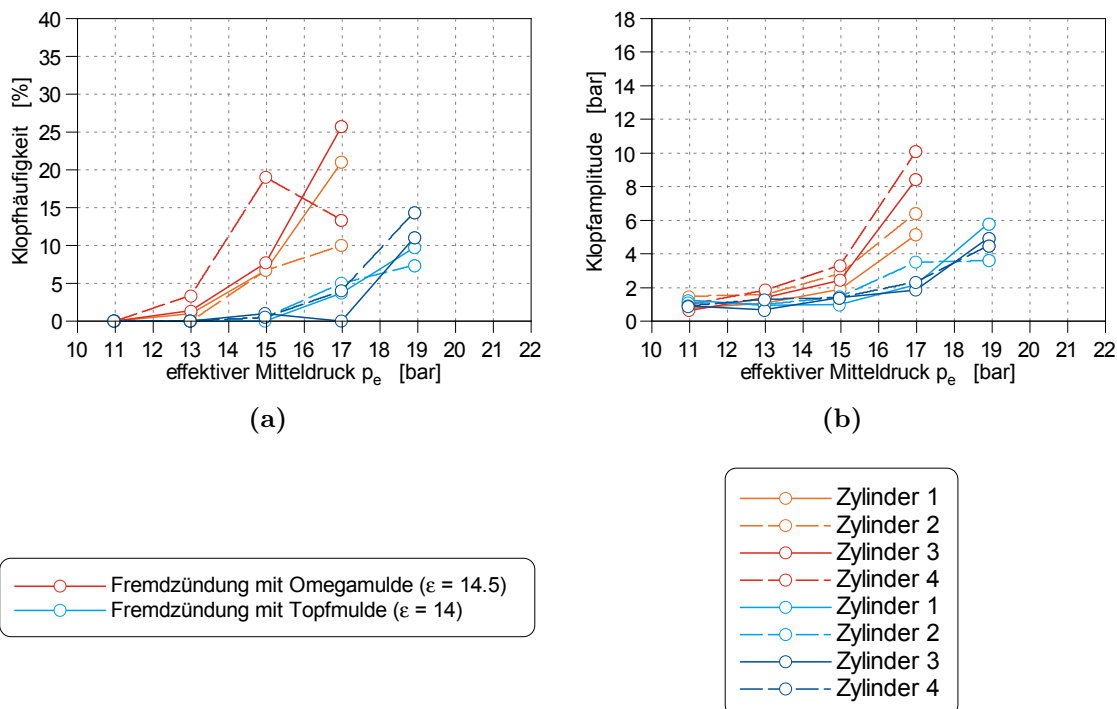 40
35
30
25
20
15
10
5
0
Klopfhäufigkeit [%]
10 11 12 13 14 15 16 17 18 19 20 21 22
effektiver Mitteldruck pₑ [bar]
(a)
18
16
14
12
10
8
6
4
2
0
Klopfamplitude [bar]
10 11 12 13 14 15 16 17 18 19 20 21 22
effektiver Mitteldruck pₑ [bar]
(b)
Fremdzündung mit Omegamulde (ε = 14.5)
Fremdzündung mit Topfmulde (ε = 14)
Zylinder 1
Zylinder 2
Zylinder 3
Zylinder 4
Zylinder 1
Zylinder 2
Zylinder 3
Zylinder 4